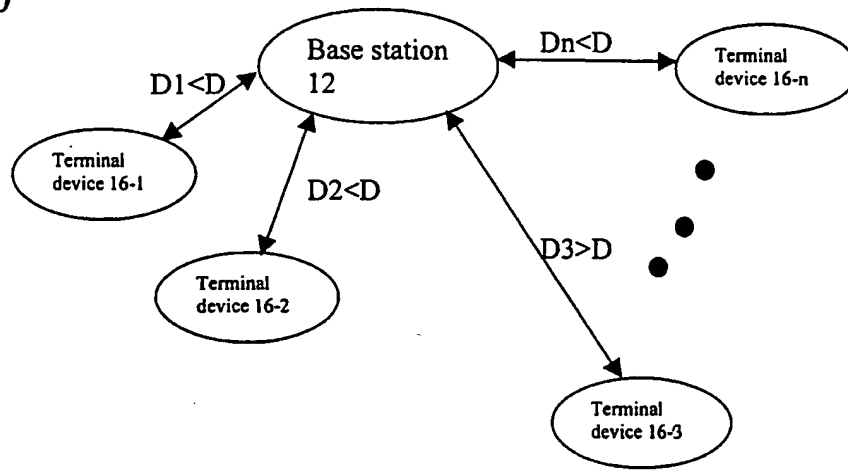 Base station
12
Dn<D
Terminal
device 16-n
D1<D
Terminal
device 16-1
D2<D
D3>D
Terminal
device 16-2
Terminal
device 16-3